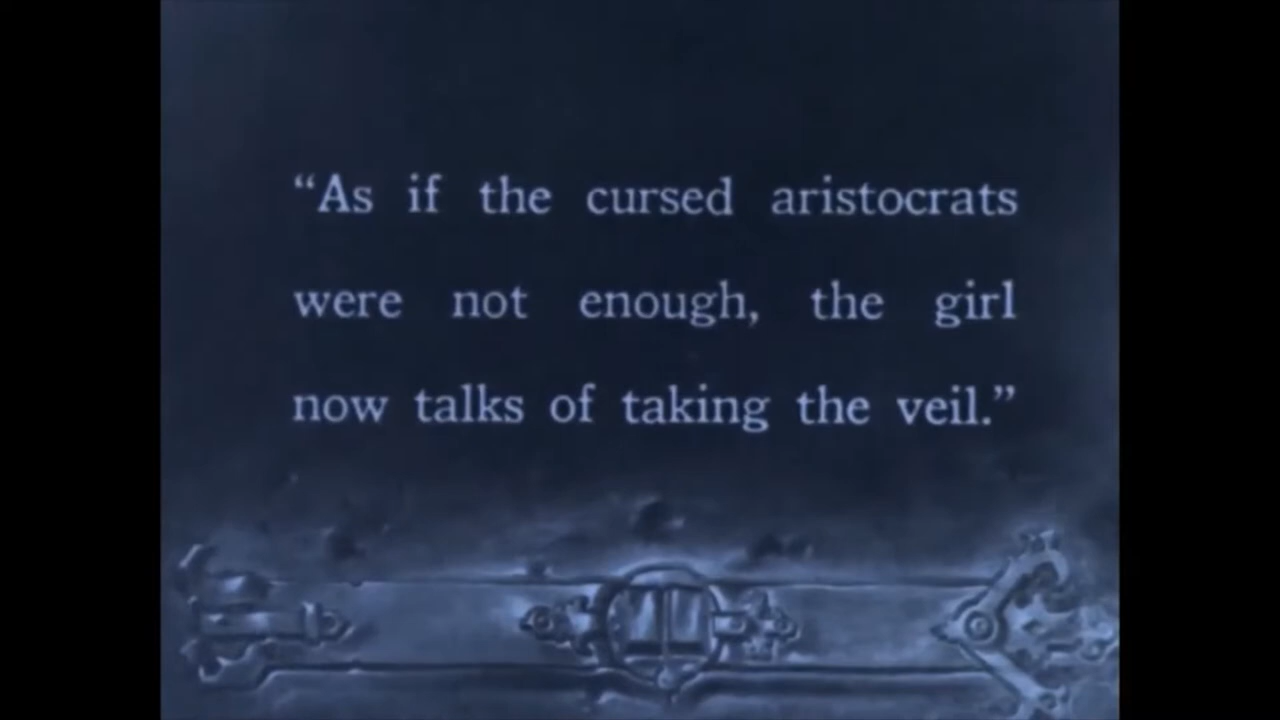 “As if the cursed aristocrats
were not enough, the girl
now talks of taking the veil.”